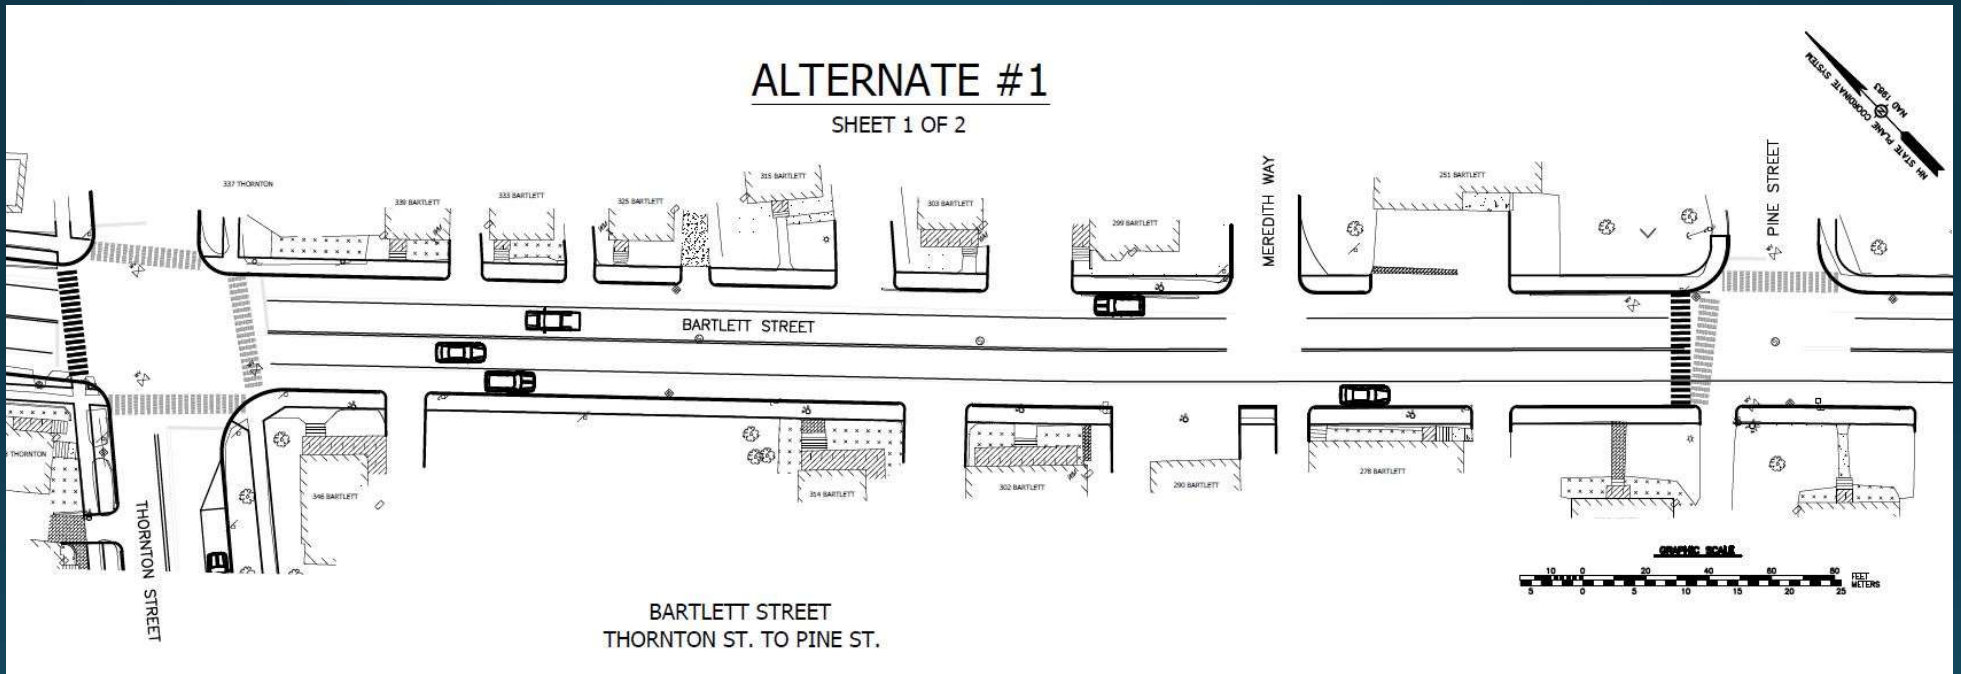 ALTERNATE #1
SHEET 1 OF 2
NH STATE PLANE COORDINATE SYSTEM
NAD 1983
MEREDITH WAY
PINE STREET
337 THORNTON
339 BARTLETT
333 BARTLETT
325 BARTLETT
315 BARTLETT
303 BARTLETT
299 BARTLETT
251 BARTLETT
BARTLETT STREET
THORNTON
346 BARTLETT
314 BARTLETT
302 BARTLETT
290 BARTLETT
278 BARTLETT
THORNTON STREET
GRAPHIC SCALE
10 0 20 40 60 80 FEET
5 0 5 10 15 20 25 METERS
BARTLETT STREET
THORNTON ST. TO PINE ST.